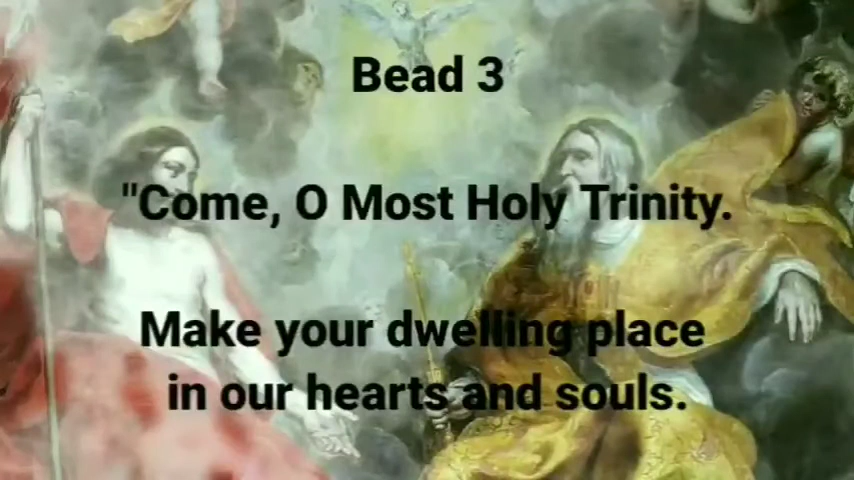 Bead 3
"Come, O Most Holy Trinity.
Make your dwelling place
in our hearts and souls.